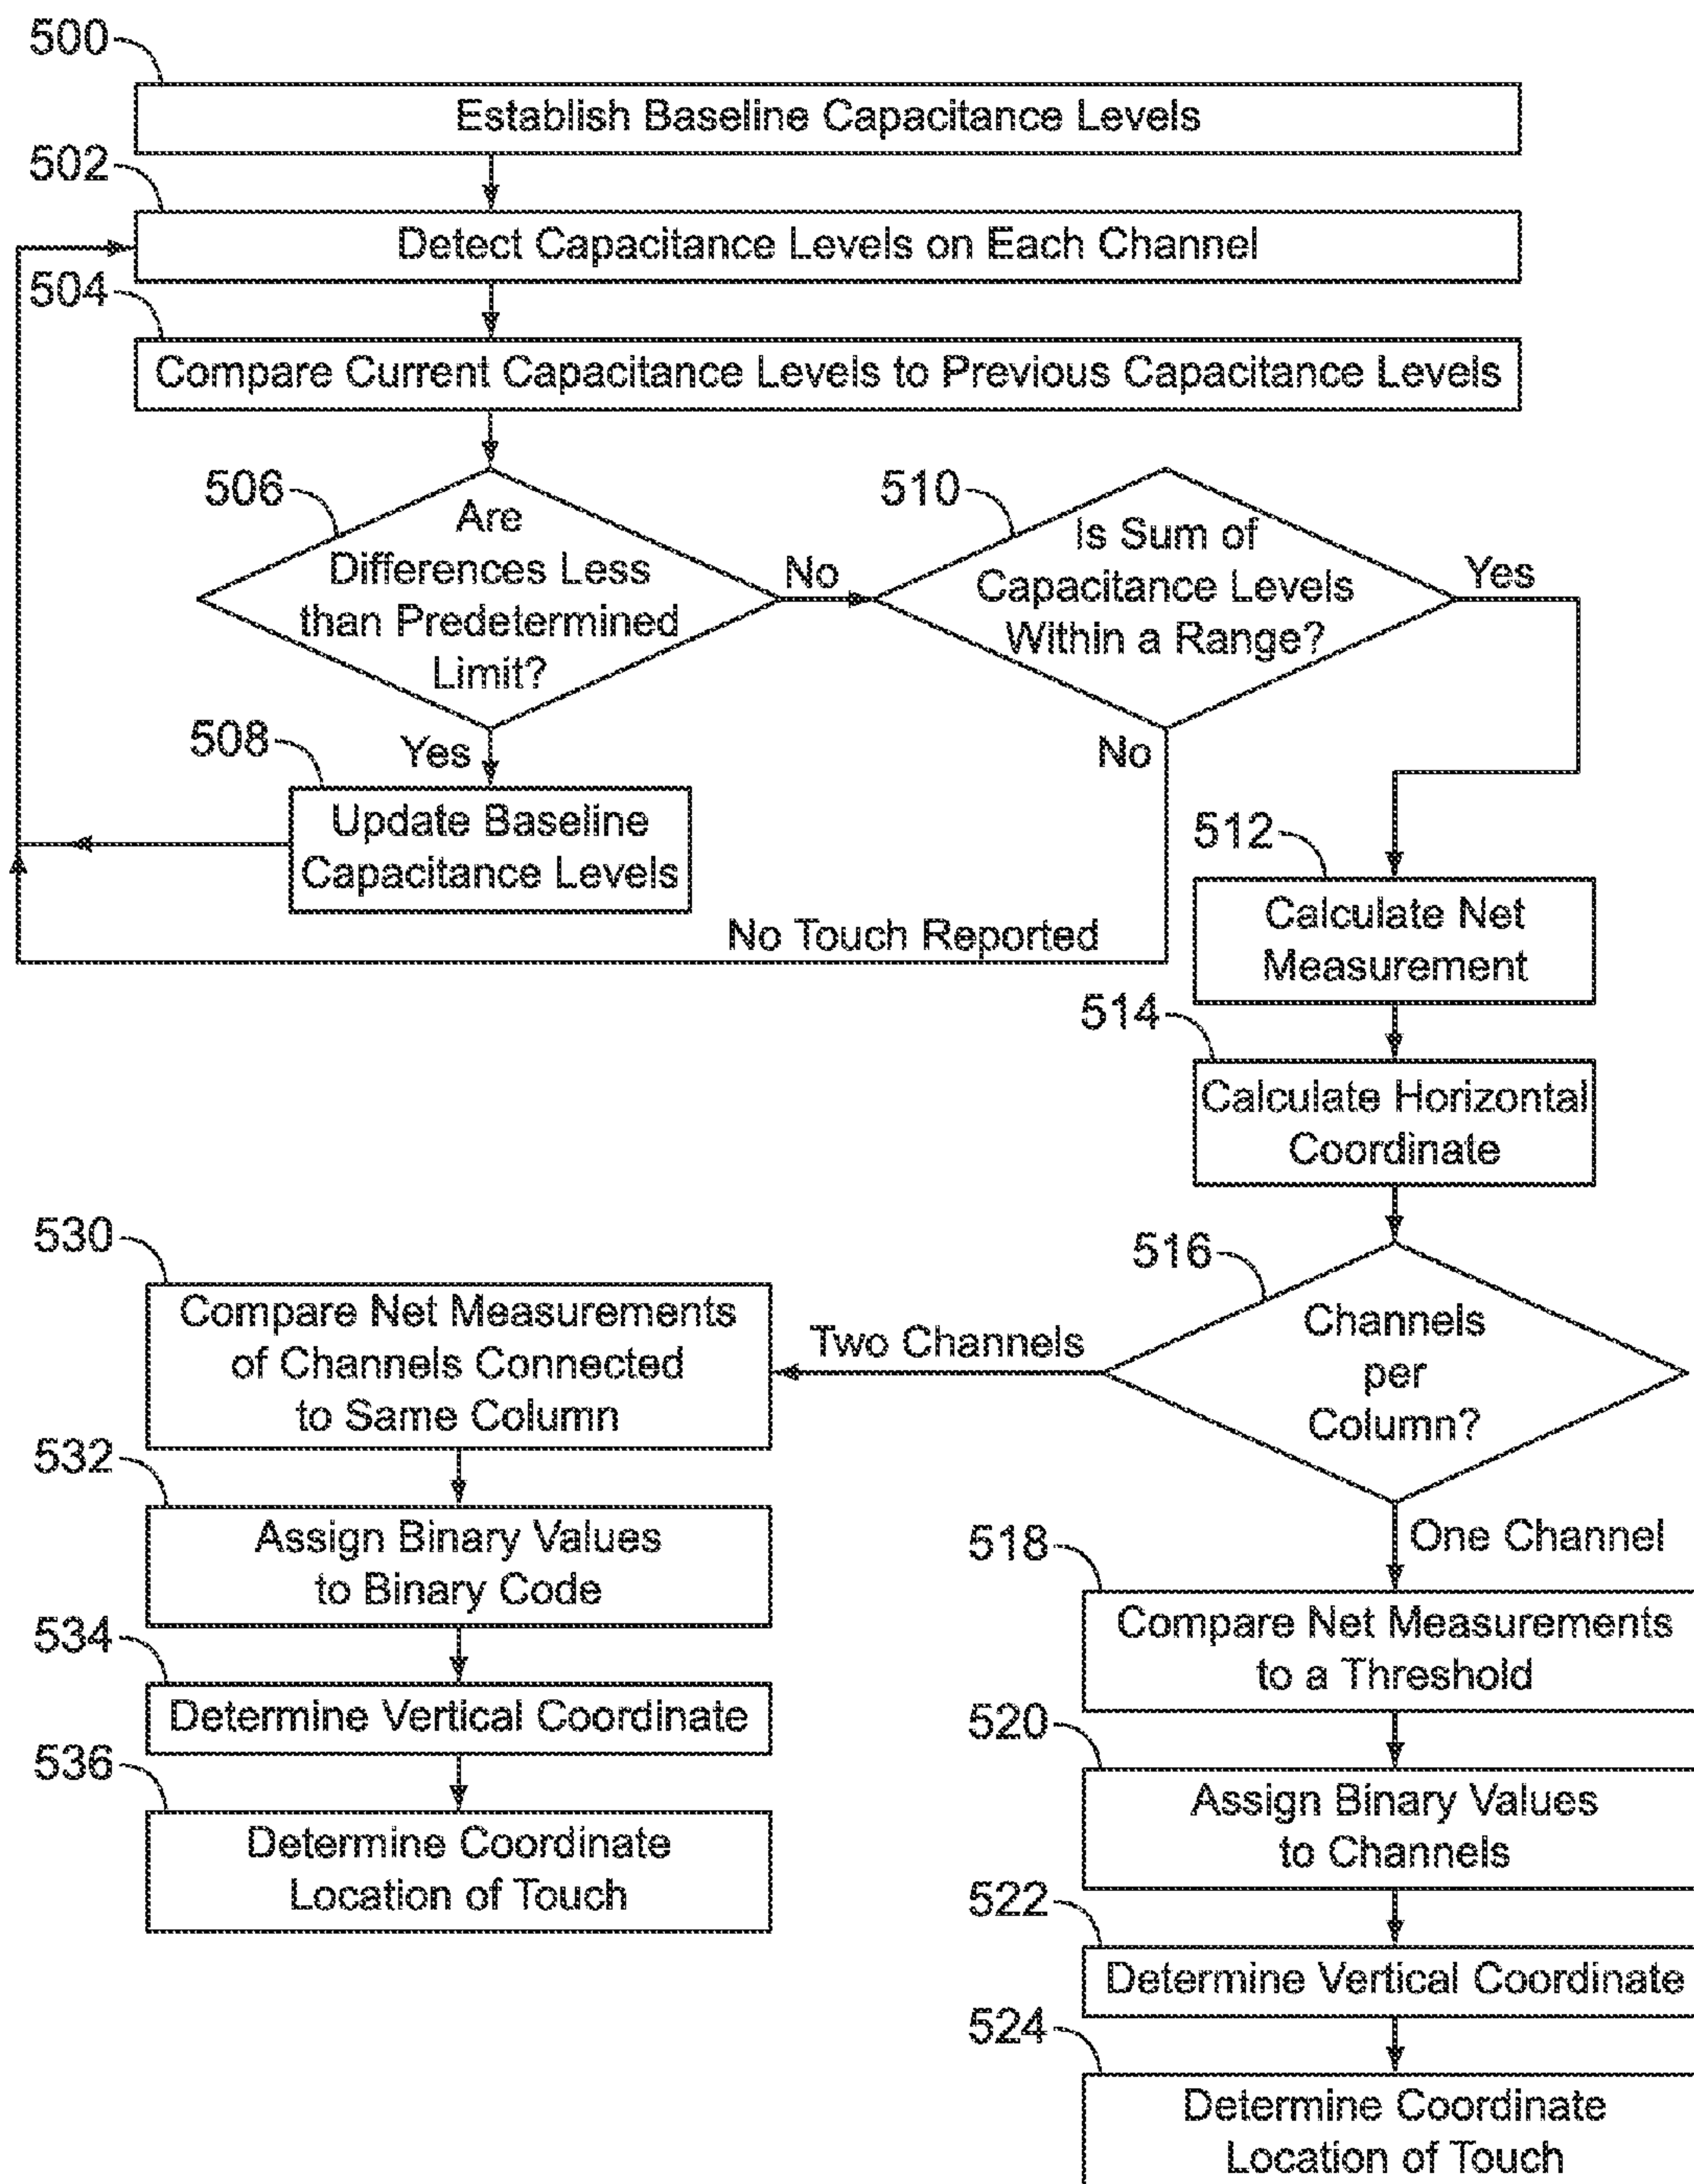 500
Establish Baseline Capacitance Levels
502
Detect Capacitance Levels on Each Channel
504
Compare Current Capacitance Levels to Previous Capacitance Levels
506
Are
Differences Less
than Predetermined
Limit?
No
510
Is Sum of
Capacitance Levels
Within a Range?
Yes
No
Yes
508
Update Baseline
Capacitance Levels
No Touch Reported
512
Calculate Net
Measurement
514
Calculate Horizontal
Coordinate
516
Channels
per
Column?
Two Channels
One Channel
530
Compare Net Measurements
of Channels Connected
to Same Column
532
Assign Binary Values
to Binary Code
534
Determine Vertical Coordinate
536
Determine Coordinate
Location of Touch
518
Compare Net Measurements
to a Threshold
520
Assign Binary Values
to Channels
522
Determine Vertical Coordinate
524
Determine Coordinate
Location of Touch